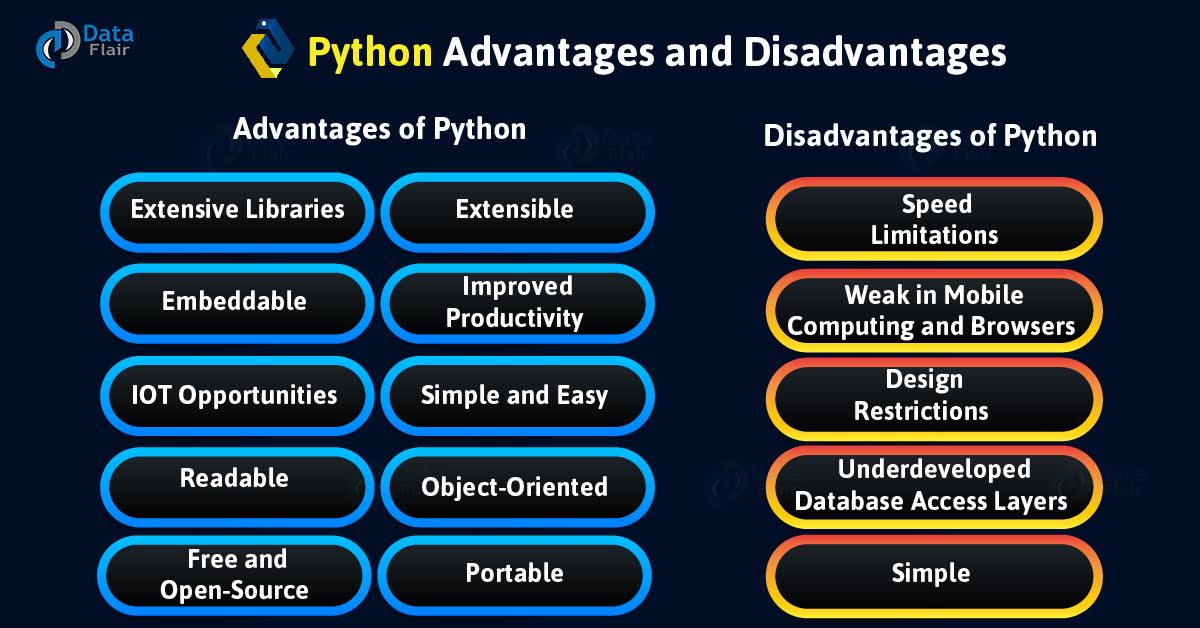 Data
Flair
Python Advantages and Disadvantages
Advantages of Python
Extensive Libraries
Extensible
Embeddable
Improved
Productivity
IOT Opportunities
Simple and Easy
Readable
Object-Oriented
Free and
Open-Source
Portable
Disadvantages of Python
Speed
Limitations
Weak in Mobile
Computing and Browsers
Design
Restrictions
Underdeveloped
Database Access Layers
Simple